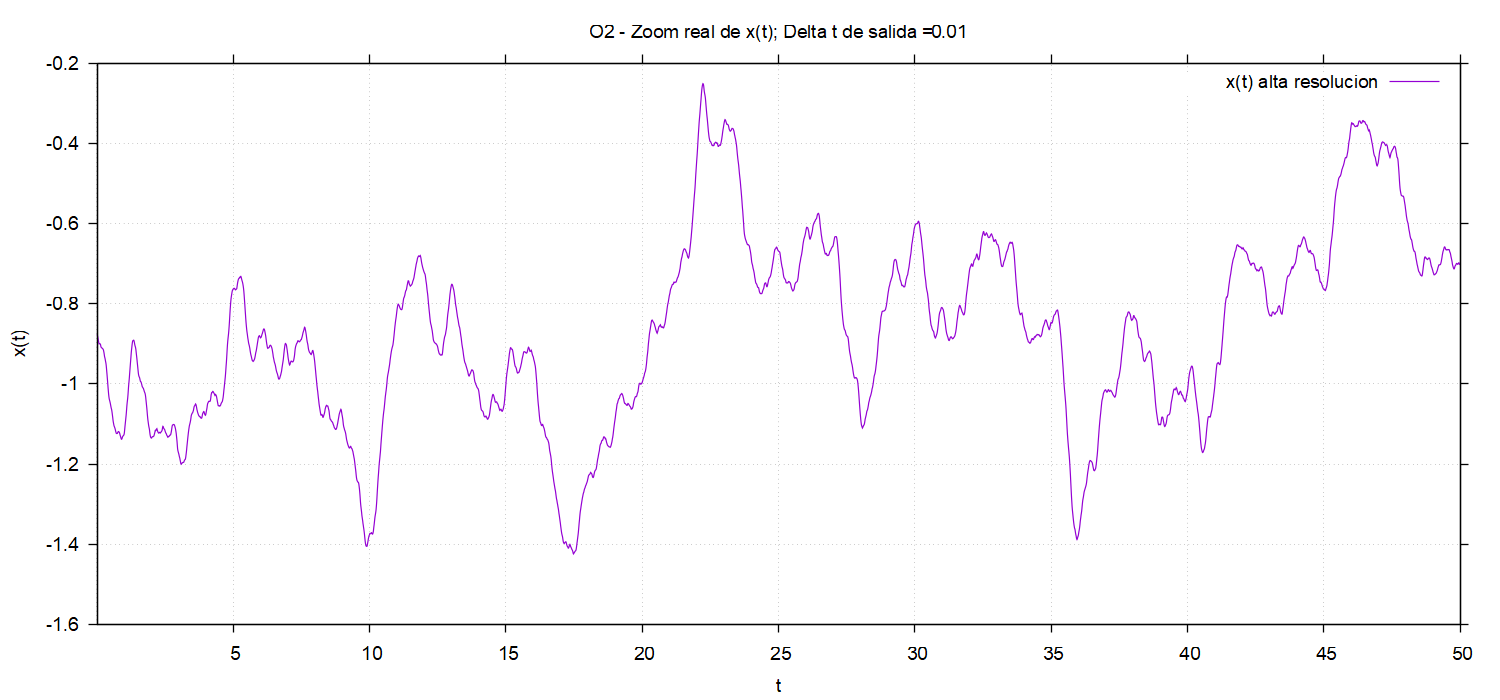 O2 - Zoom real de x(t); Delta t de salida =0.01
x(t) alta resolucion
-0.2
-0.4
-0.6
-0.8
-1
-1.2
-1.4
-1.6
x(t)
5 10 15 20 25 30 35 40 45 50
t